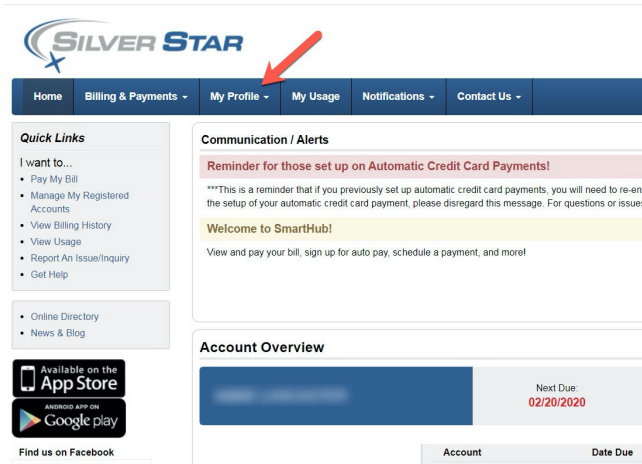 SILVER STAR
Home Billing & Payments My Profile My Usage Notifications Contact Us
Quick Links
I want to...
Pay My Bill
Manage My Registered
Accounts
View Billing History
View Usage
Report An Issue/Inquiry
Get Help
Online Directory
News & Blog
Available on the
App Store
ANDROID APP ON
Google play
Find us on Facebook
Communication / Alerts
Reminder for those set up on Automatic Credit Card Payments!
***This is a reminder that if you previously set up automatic credit card payments, you will need to re-en
the setup of your automatic credit card payment, please disregard this message. For questions or issues
Welcome to SmartHub!
View and pay your bill, sign up for auto pay, schedule a payment, and more!
Account Overview
Next Due:
02/20/2020
Account Date Due